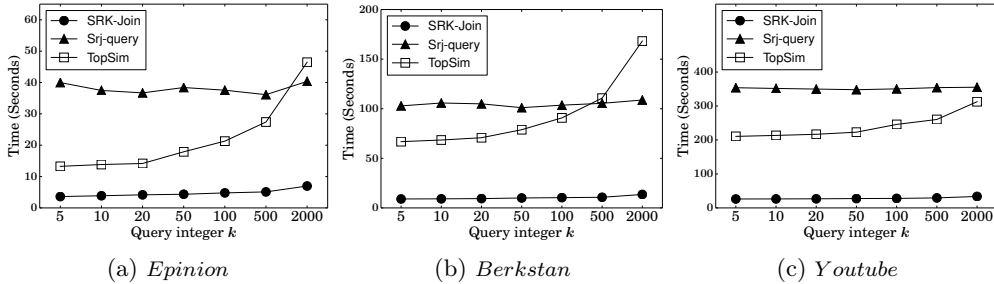 60
50
40
30
20
10
0
Time (Seconds)
SRK-Join
Srj-query
TopSim
5 10 20 50 100 500 2000
Query integer k
(a) Epinion
200
150
100
50
0
Time (Seconds)
SRK-Join
Srj-query
TopSim
5 10 20 50 100 500 2000
Query integer k
(b) Berkstan
400
300
200
100
0
Time (Seconds)
SRK-Join
Srj-query
TopSim
5 10 20 50 100 500 2000
Query integer k
(c) Youtube